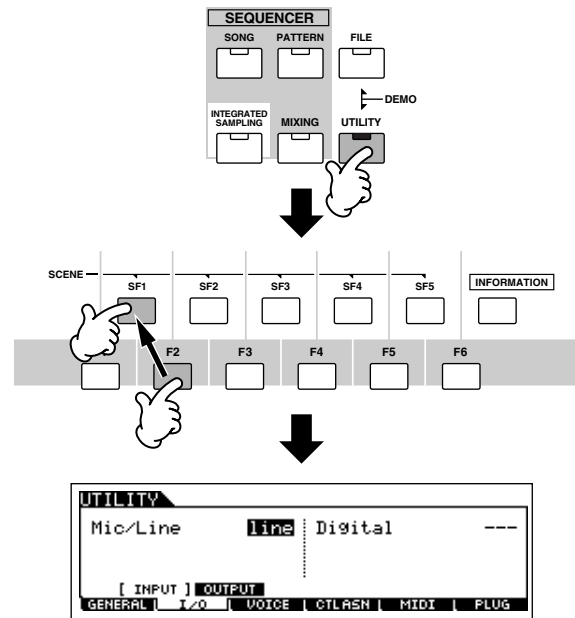 SEQUENCER
SONG PATTERN FILE
DEMO
INTEGRATED SAMPLING MIXING UTILITY
SCENE
SF1 SF2 SF3 SF4 SF5 INFORMATION
F2 F3 F4 F5 F6
UTILITY
Mic/Line line Digital ---
[ INPUT ] OUTPUT
GENERAL I/O VOICE CTLASN MIDI PLUG